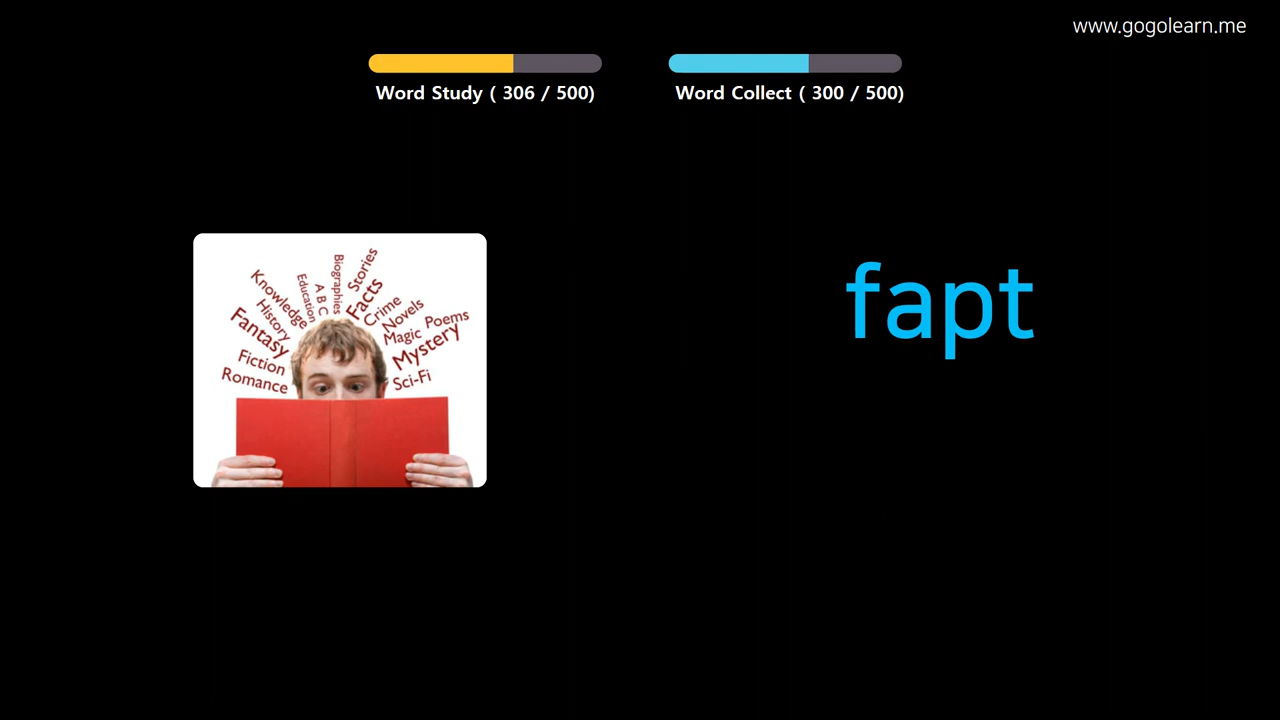 www.gogolearn.me
Word Study ( 306 / 500)
Word Collect ( 300 / 500)
fapt
Knowledge
History
Fantasy
Fiction
Romance
Education
A B C
Biographies
Stories
Facts
Crime
Novels
Magic
Poems
Mystery
Sci-Fi